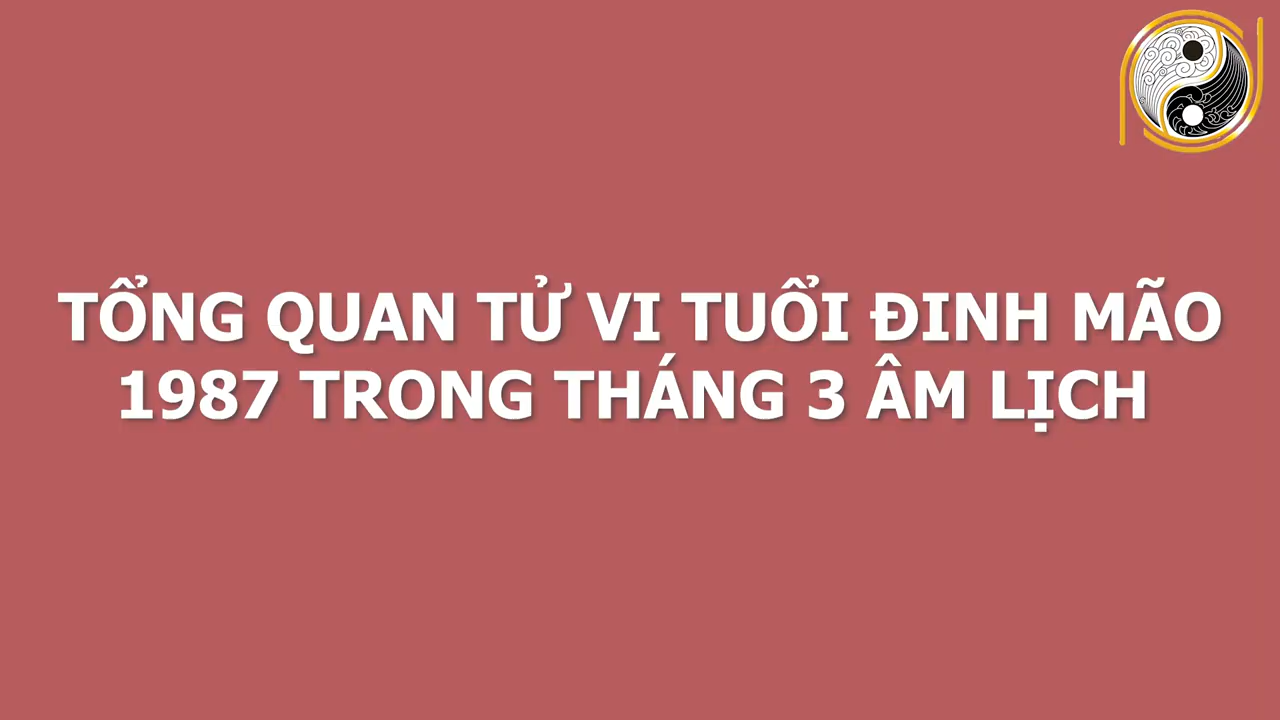 TỔNG QUAN TỬ VI TUỔI ĐINH MÃO
1987 TRONG THÁNG 3 ÂM LỊCH